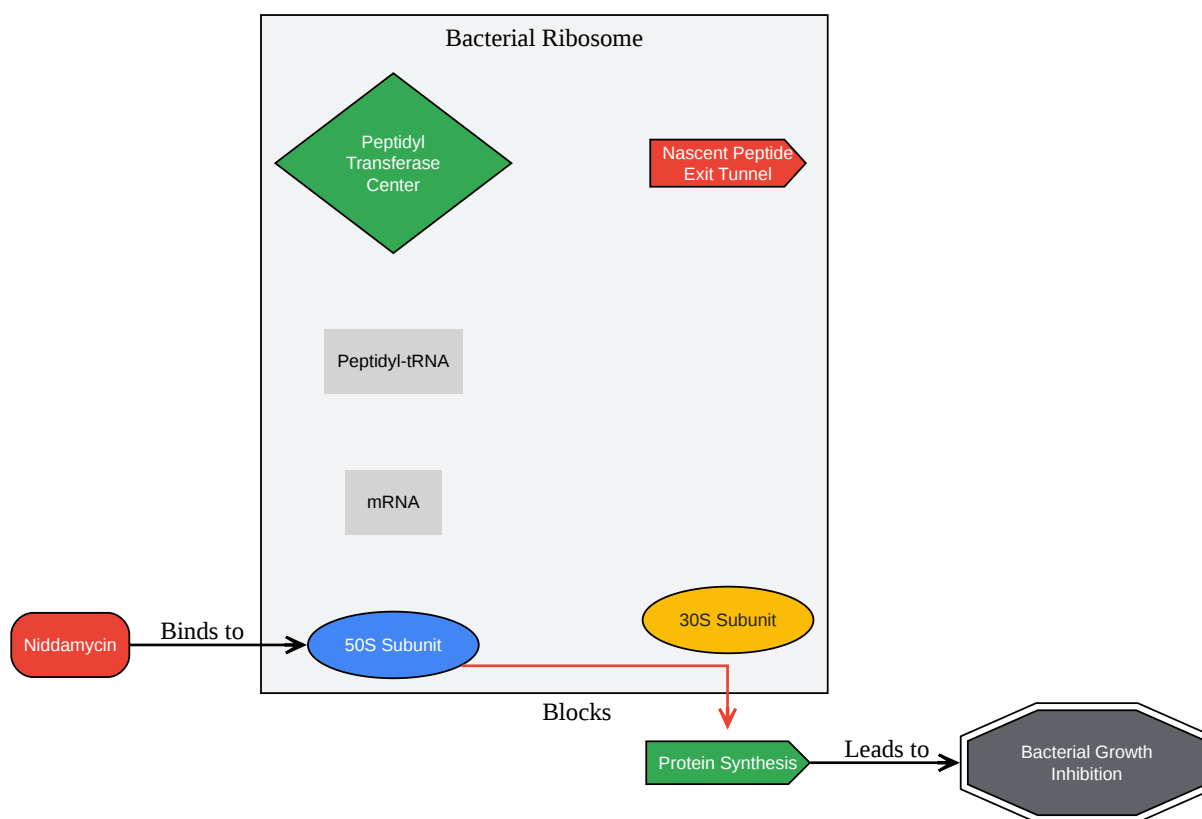 Bacterial Ribosome
Peptidyl
Transferase
Center
Nascent Peptide
Exit Tunnel
Peptidyl-tRNA
mRNA
30S Subunit
Niddamycin
Binds to
50S Subunit
Blocks
Protein Synthesis
Leads to
Bacterial Growth
Inhibition